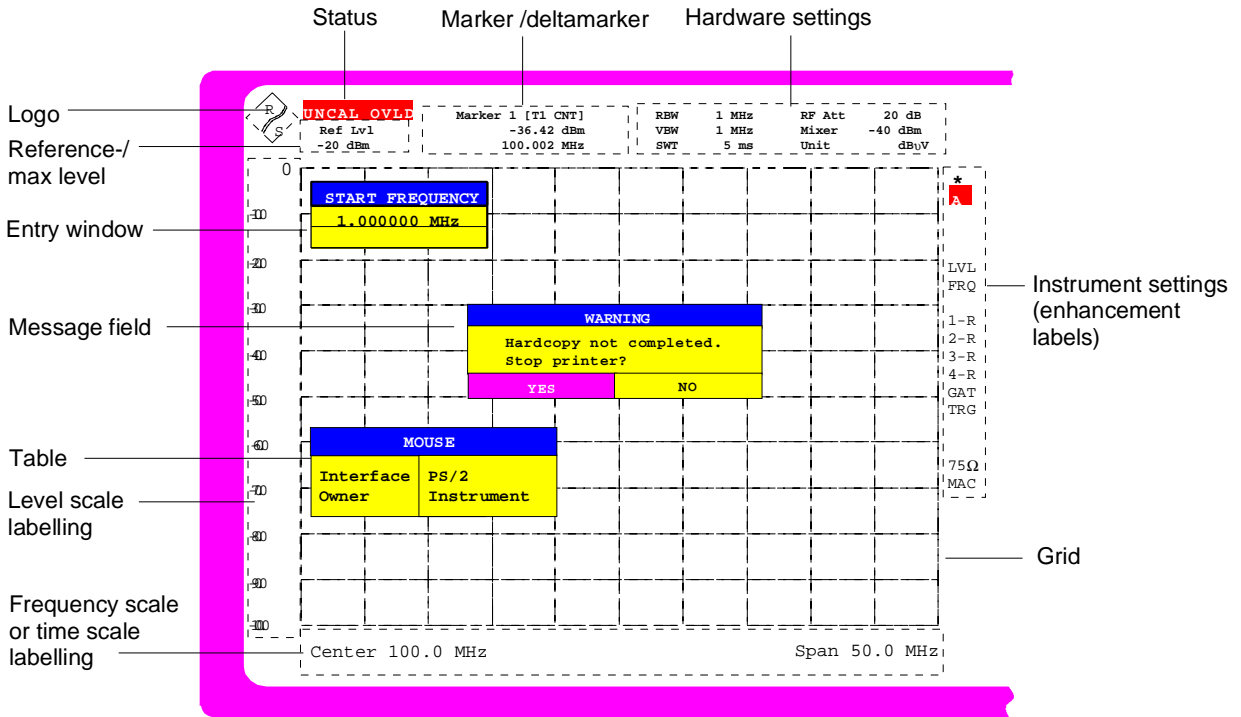 Status
Marker /deltamarker
Hardware settings
Logo
Reference-/
max level
Entry window
Message field
Table
Level scale
labelling
Frequency scale
or time scale
labelling
R
S
UNCAL OVLD
Ref Lvl
-20 dBm
Marker 1 [T1 CNT]
-36.42 dBm
100.002 MHz
RBW 1 MHz RF Att 20 dB
VBW 1 MHz Mixer -40 dBm
SWT 5 ms Unit dBμV
0
-10
-20
-30
-40
-50
-60
-70
-80
-90
-100
START FREQUENCY
1.000000 MHz
WARNING
Hardcopy not completed.
Stop printer?
YES NO
MOUSE
Interface PS/2
Owner Instrument
*
A
LVL
FRQ
1-R
2-R
3-R
4-R
GAT
TRG
75Ω
MAC
Instrument settings
(enhancement
labels)
Grid
Center 100.0 MHz Span 50.0 MHz